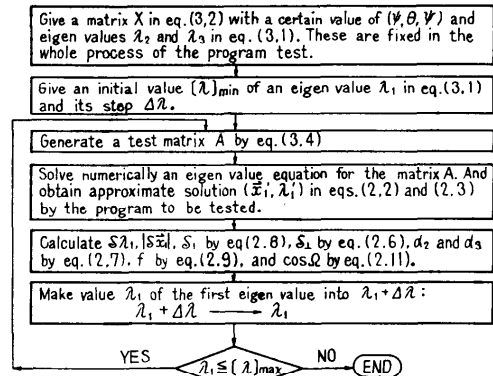 Give a matrix X in eq.(3,2) with a certain value of (ψ,θ,ψ) and
eigen values λ₂ and λ₃ in eq.(3,1). These are fixed in the
whole process of the program test.
Give an initial value [λ]min of an eigen value λ₁ in eq.(3,1)
and its step Δλ.
Generate a test matrix A by eq.(3,4)
Solve numerically an eigen value equation for the matrix A. And
obtain approximate solution (x⃗₁', λ₁') in eqs.(2,2) and (2,3)
by the program to be tested.
Calculate δλ₁, |δx⃗₁|, δ₁ by eq(2.8), δ⊥ by eq.(2.6), α₂ and α₃
by eq.(2.7), f by eq(2.9), and cosΩ by eq.(2.11).
Make value λ₁ of the first eigen value into λ₁+Δλ:
λ₁+Δλ ⟶ λ₁
YES
λ₁≦[λ]max
NO
END